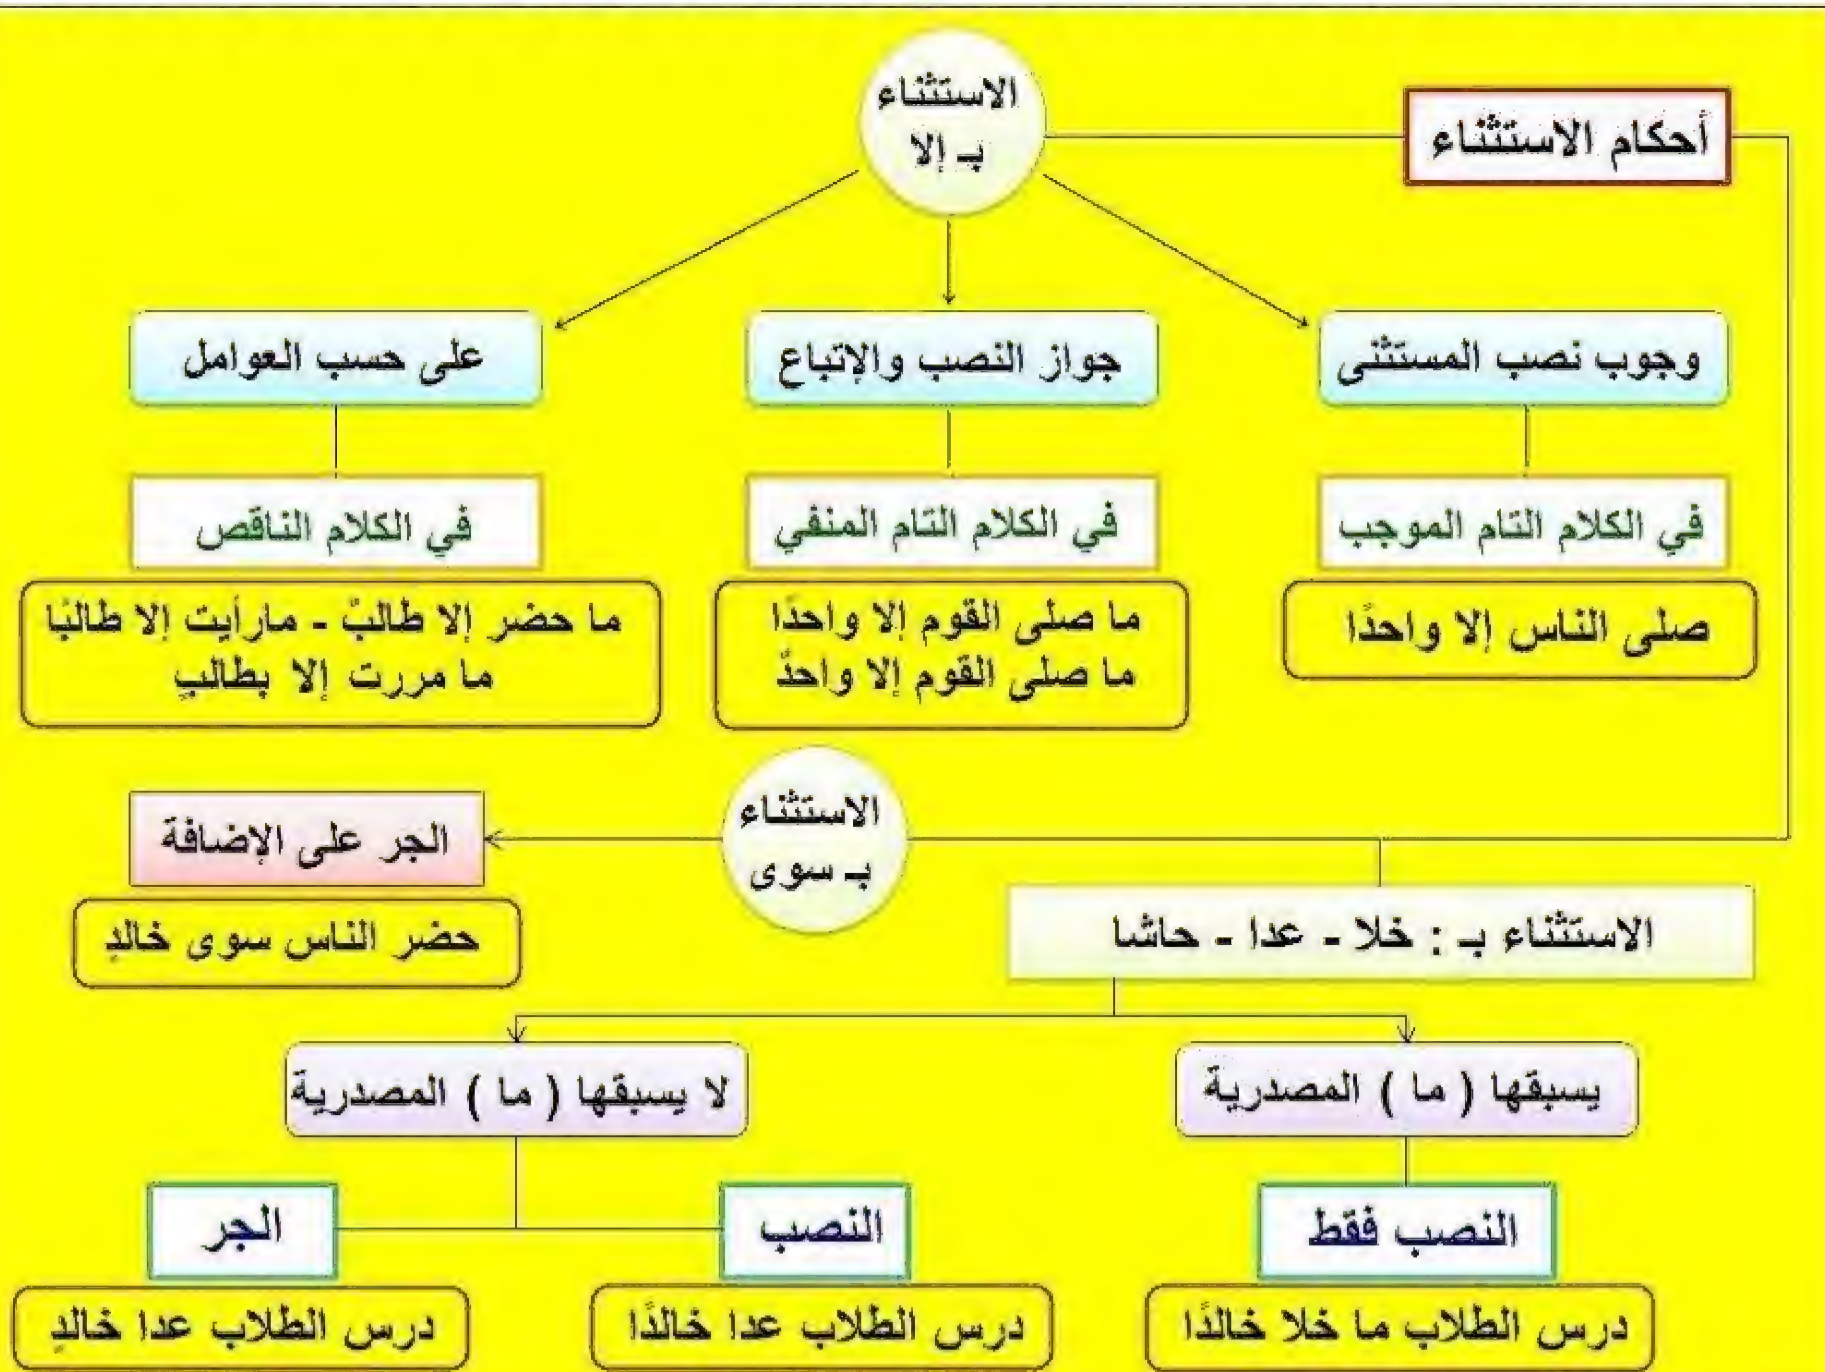 أحكام الاستثناء
الاستثناء
بـ إلا
وجوب نصب المستثنى
جواز النصب والإتباع
على حسب العوامل
في الكلام التام الموجب
في الكلام التام المنفي
في الكلام الناقص
صلى الناس إلا واحدًا
ما صلى القوم إلا واحدًا
ما صلى القوم إلا واحدٌ
ما حضر إلا طالبٌ - مارأيت إلا طالبًا
ما مررت إلا بطالبٍ
الاستثناء
بـ سوى
الجر على الإضافة
حضر الناس سوى خالدٍ
الاستثناء بـ : خلا - عدا - حاشا
يسبقها ( ما ) المصدرية
لا يسبقها ( ما ) المصدرية
النصب فقط
النصب
الجر
درس الطلاب ما خلا خالدًا
درس الطلاب عدا خالدًا
درس الطلاب عدا خالدٍ